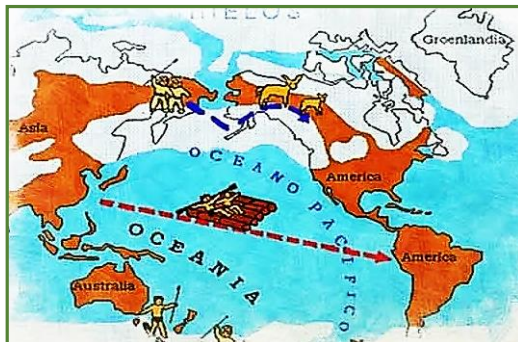 HIELOS
Groenlandia
Asia
OCEANO PACIFICO
America
OCEANIA
America
Australia